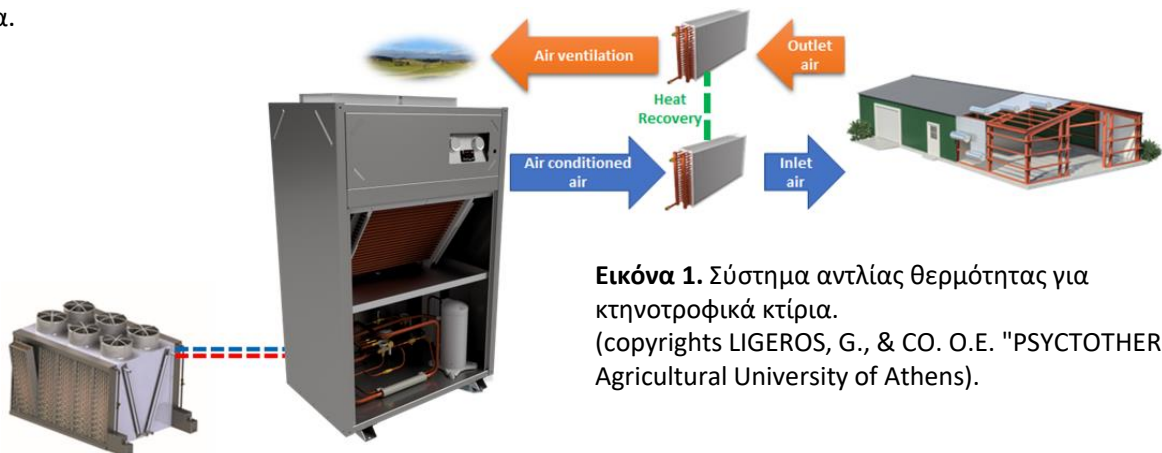 α.
Air ventilation
Outlet
air
Heat
Recovery
Air conditioned
air
Inlet
air
Εικόνα 1. Σύστημα αντλίας θερμότητας για
κτηνοτροφικά κτίρια.
(copyrights LIGEROS, G., & CO. O.E. "PSYCTOTHER
Agricultural University of Athens).